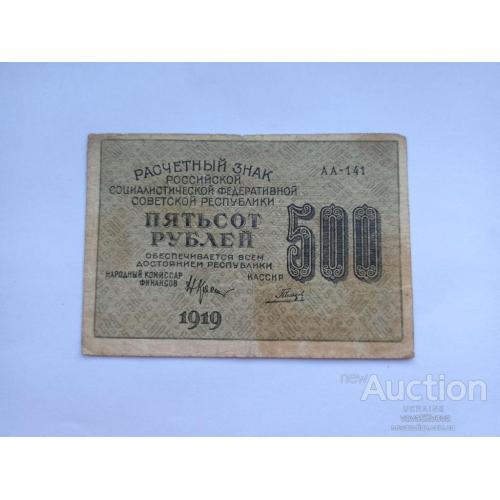 РАСЧЕТНЫЙ ЗНАК
РОССИЙСКОЙ
СОЦИАЛИСТИЧЕСКОЙ ФЕДЕРАТИВНОЙ
СОВЕТСКОЙ РЕСПУБЛИКИ
ПЯТЬСОТ
РУБЛЕЙ
ОБЕСПЕЧИВАЕТСЯ ВСЕМ
ДОСТОЯНИЕМ РЕСПУБЛИКИ
НАРОДНЫЙ КОМИССАР
ФИНАНСОВ
КАССИР
1919
АА-141
500
new
Auction
UKRAINE